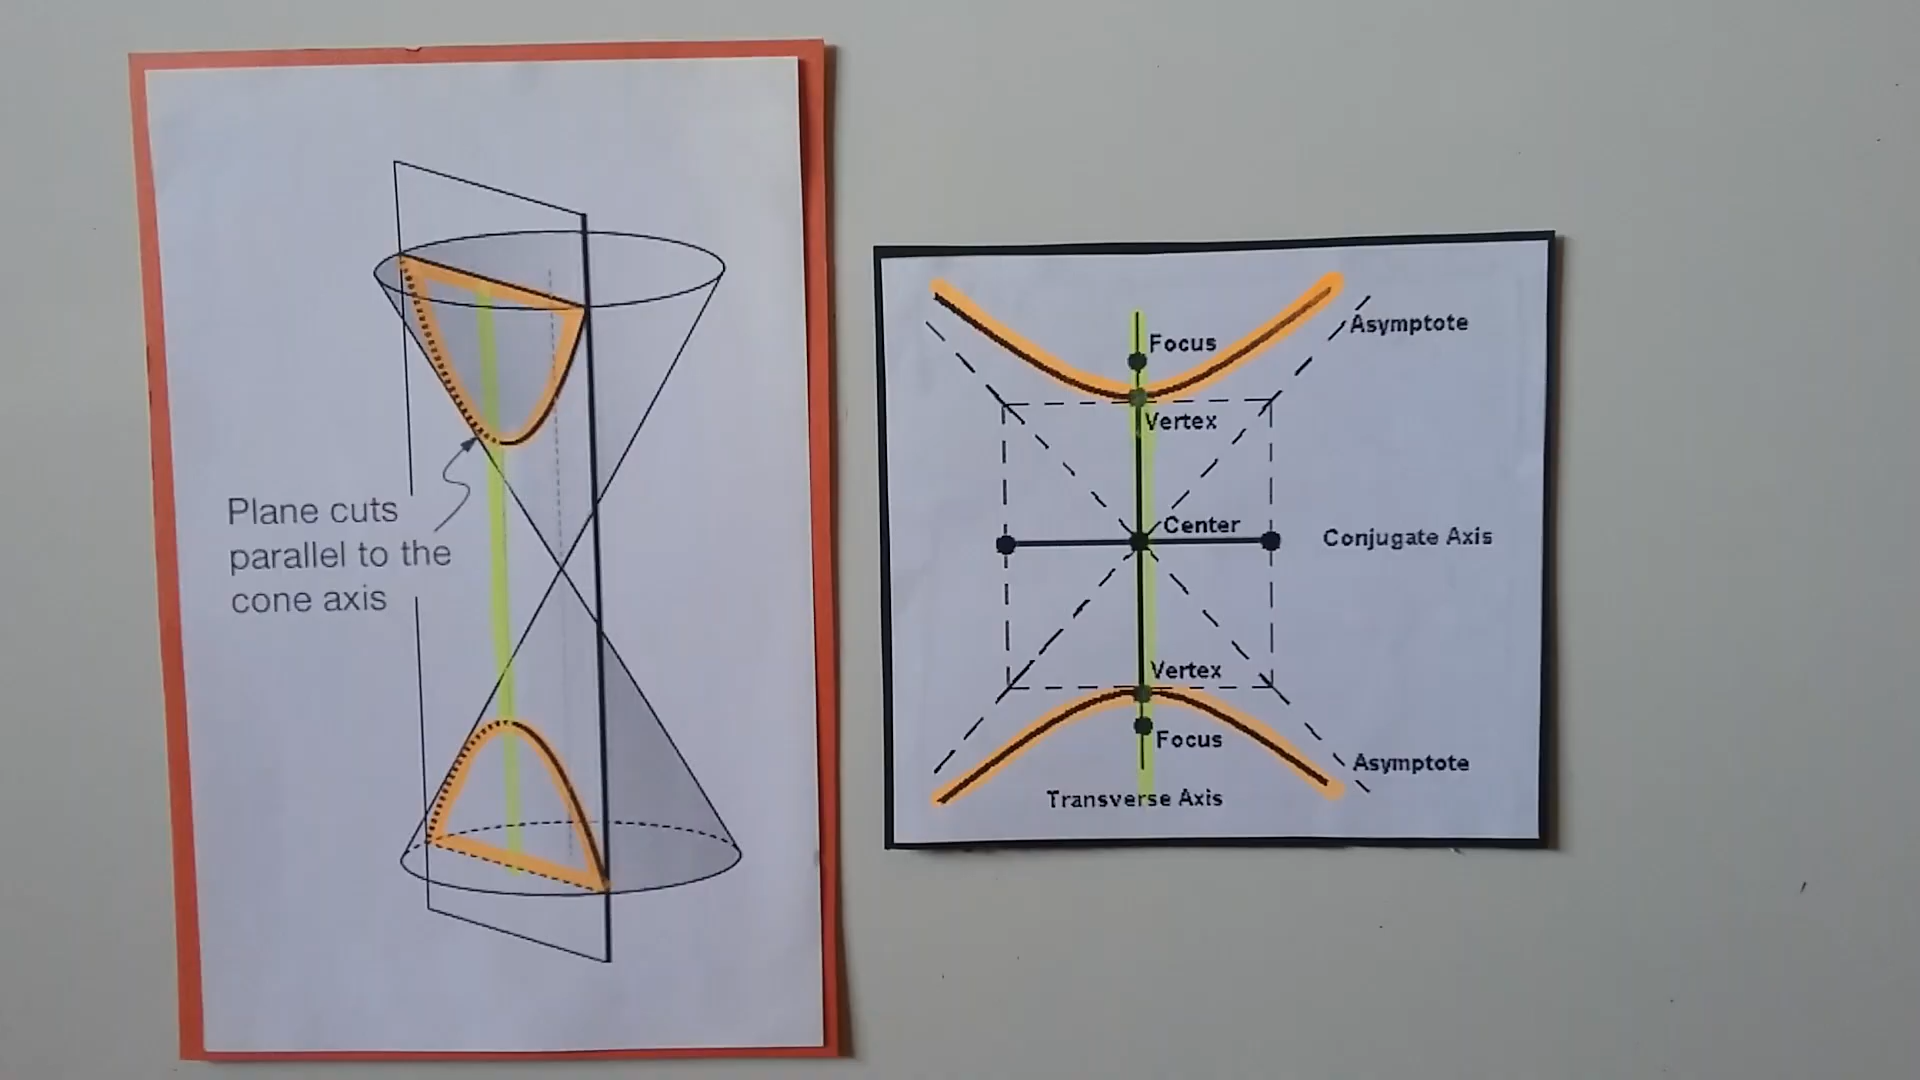 Plane cuts
parallel to the
cone axis
Focus
Asymptote
Vertex
Center
Conjugate Axis
Vertex
Focus
Asymptote
Transverse Axis